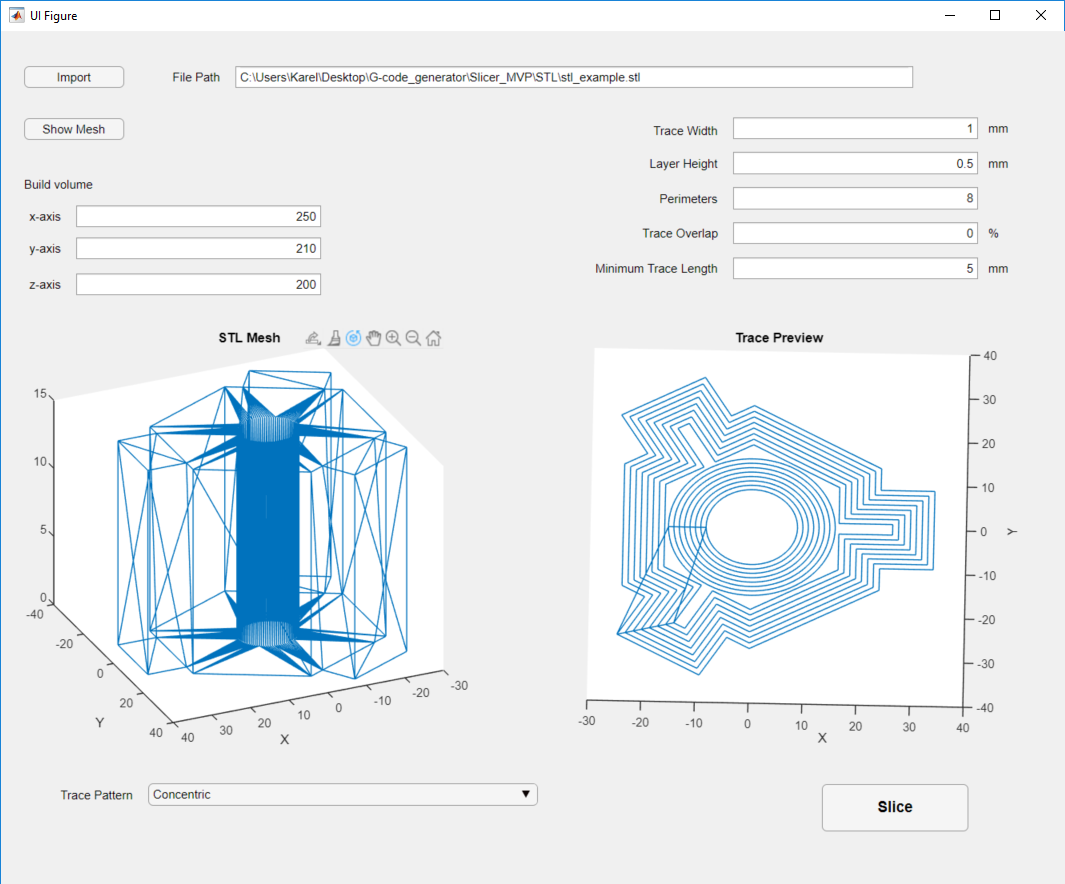 UI Figure
Import
File Path
C:\Users\Karel\Desktop\G-code_generator\Slicer_MVP\STL\stl_example.stl
Show Mesh
Trace Width 1 mm
Layer Height 0.5 mm
Perimeters 8
Trace Overlap 0 %
Minimum Trace Length 5 mm
Build volume
x-axis 250
y-axis 210
z-axis 200
STL Mesh
15
10
5
0
-40
-20
0
20
40
Y
40
30
20
10
0
-10
-20
-30
X
Trace Preview
40
30
20
10
0
-10
-20
-30
-40
Y
-30
-20
-10
0
10
20
30
40
X
Trace Pattern
Concentric
Slice